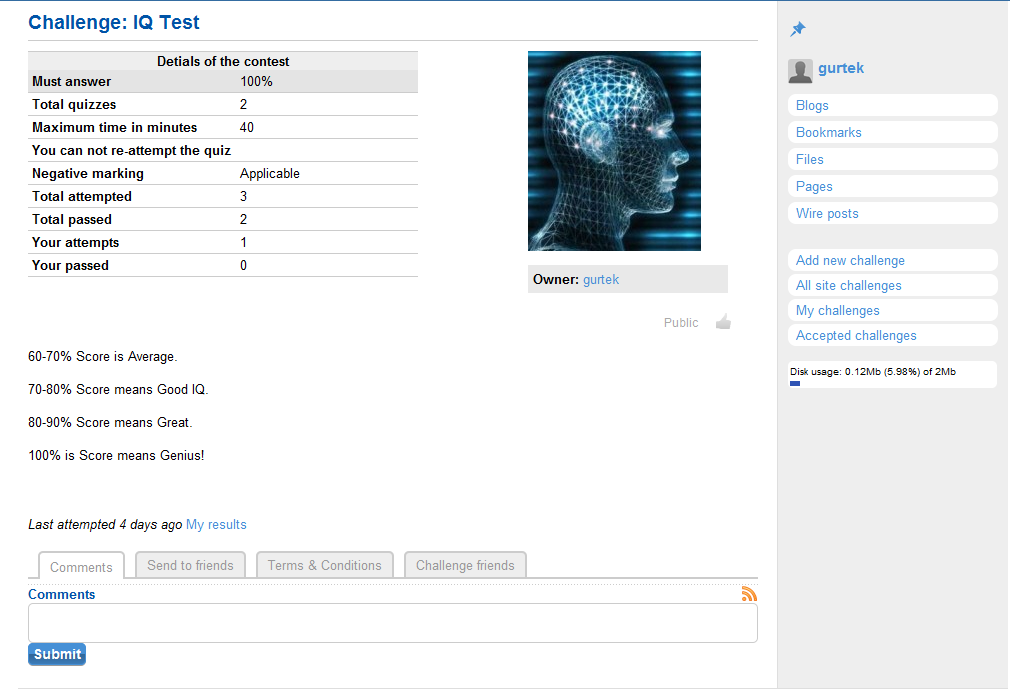 Challenge: IQ Test
Detials of the contest
Must answer 100%
Total quizzes 2
Maximum time in minutes 40
You can not re-attempt the quiz
Negative marking Applicable
Total attempted 3
Total passed 2
Your attempts 1
Your passed 0
Owner: gurtek
Public
60-70% Score is Average.
70-80% Score means Good IQ.
80-90% Score means Great.
100% is Score means Genius!
Last attempted 4 days ago My results
Comments Send to friends Terms & Conditions Challenge friends
Comments
Submit
gurtek
Blogs
Bookmarks
Files
Pages
Wire posts
Add new challenge
All site challenges
My challenges
Accepted challenges
Disk usage: 0.12Mb (5.98%) of 2Mb